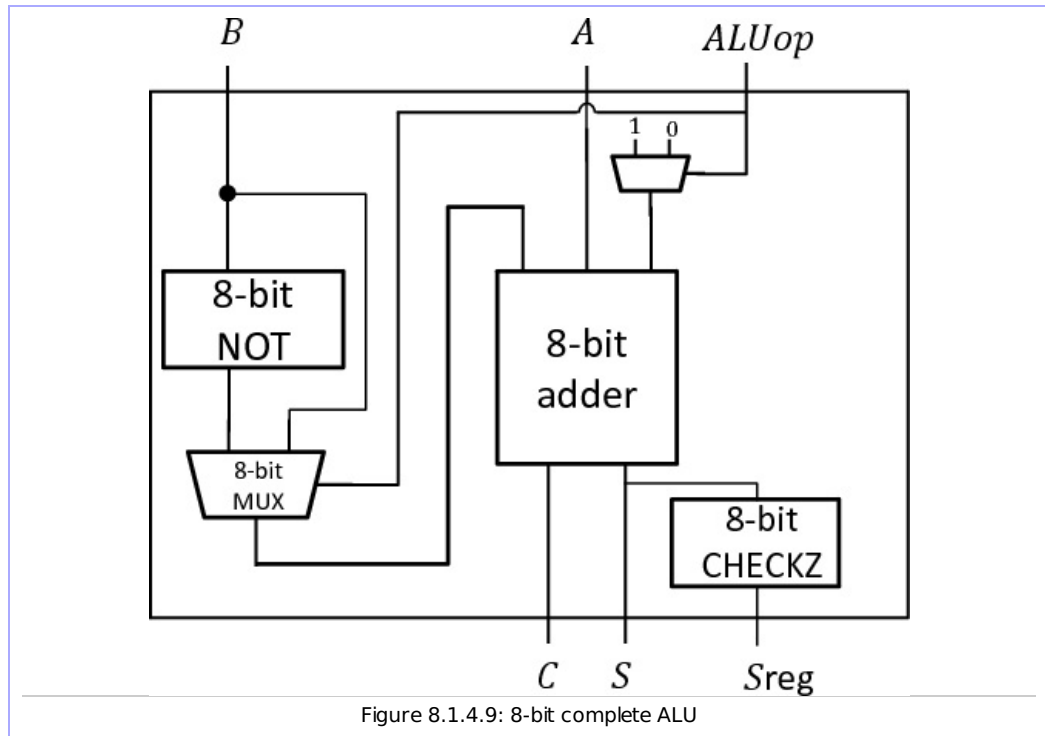 B A ALUop
1 0
8-bit
NOT
8-bit
adder
8-bit
MUX
8-bit
CHECKZ
C S Sreg
Figure 8.1.4.9: 8-bit complete ALU